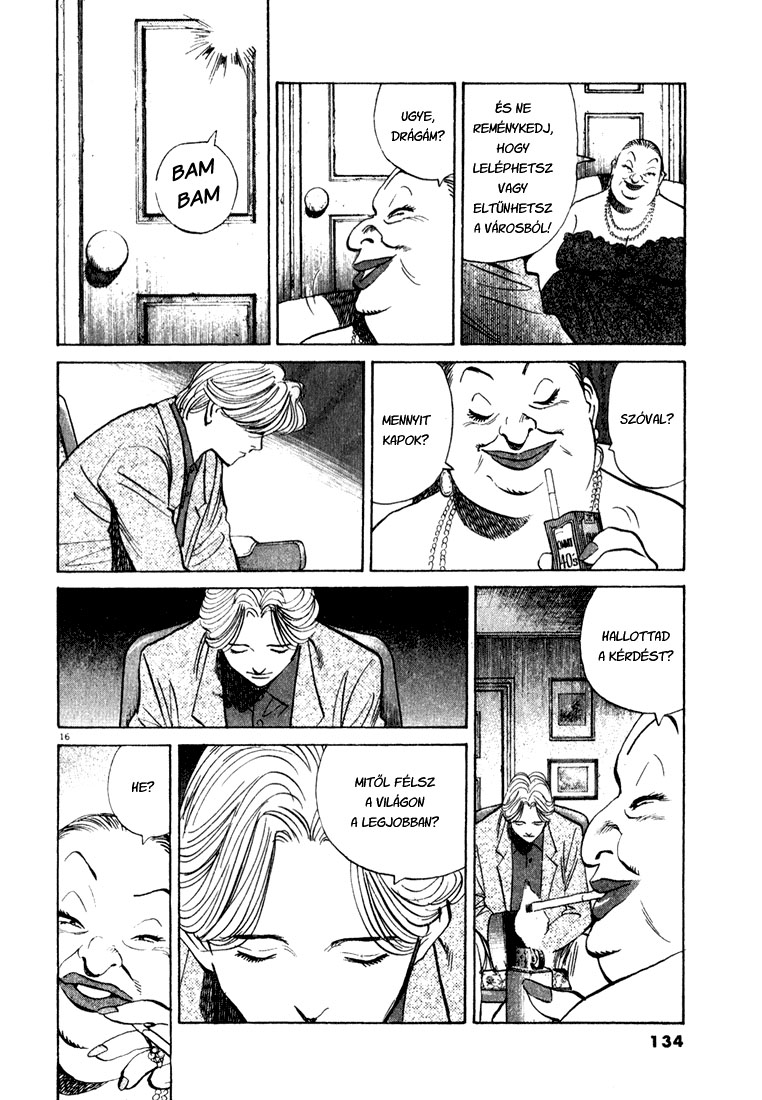 ÉS NE
REMÉNYKEDJ,
HOGY
LELÉPHETSZ
VAGY
ELTŰNHETSZ
A VÁROSBÓL!
UGYE,
DRÁGÁM?
BAM
BAM
SZÓVAL?
MENNYIT
KAPOK?
40s
HALLOTTAD
A KÉRDÉST?
MITŐL FÉLSZ
A VILÁGON
A LEGJOBBAN?
HE?
16
134